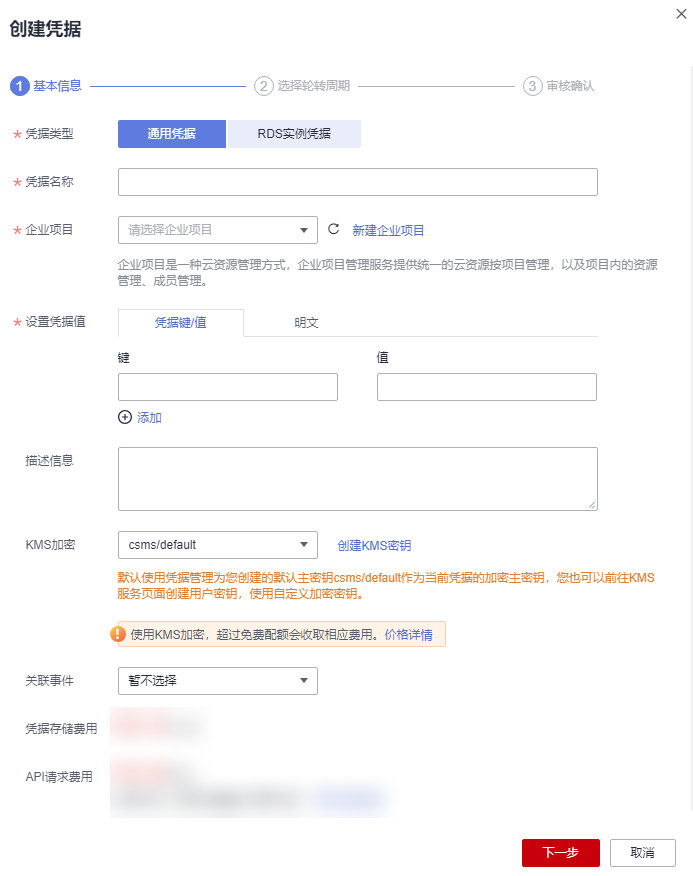 创建凭据
1 基本信息 2 选择轮转周期 3 审核确认
* 凭据类型 通用凭据 RDS实例凭据
* 凭据名称
* 企业项目 请选择企业项目 新建企业项目
企业项目是一种云资源管理方式，企业项目管理服务提供统一的云资源按项目管理，以及项目内的资源
管理、成员管理。
* 设置凭据值 凭据键/值 明文
键 值
添加
描述信息
KMS加密 csms/default 创建KMS密钥
默认使用凭据管理为您创建的默认主密钥csms/default作为当前凭据的加密主密钥，您也可以前往KMS
服务页面创建用户密钥，使用自定义加密密钥。
使用KMS加密，超过免费配额会收取相应费用。价格详情
关联事件 暂不选择
凭据存储费用
API请求费用
下一步 取消